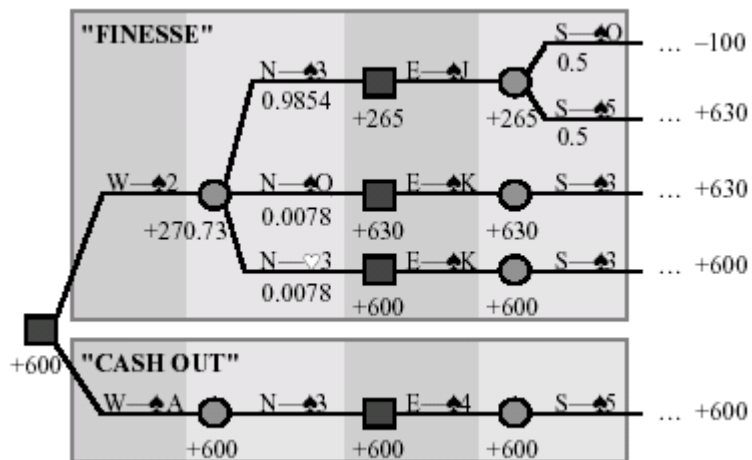 "FINESSE"
S—♠Q
... –100
N—♠3 E—♠J 0.5
0.9854
+265 +265 S—♠5
... +630
0.5
W—♠2 N—♠Q E—♠K S—♠3
... +630
0.0078
+270.73 +630 +630
N—♡3 E—♠K S—♠3
... +600
0.0078
+600 +600
+600
"CASH OUT"
W—♠A N—♠3 E—♠4 S—♠5
... +600
+600 +600 +600